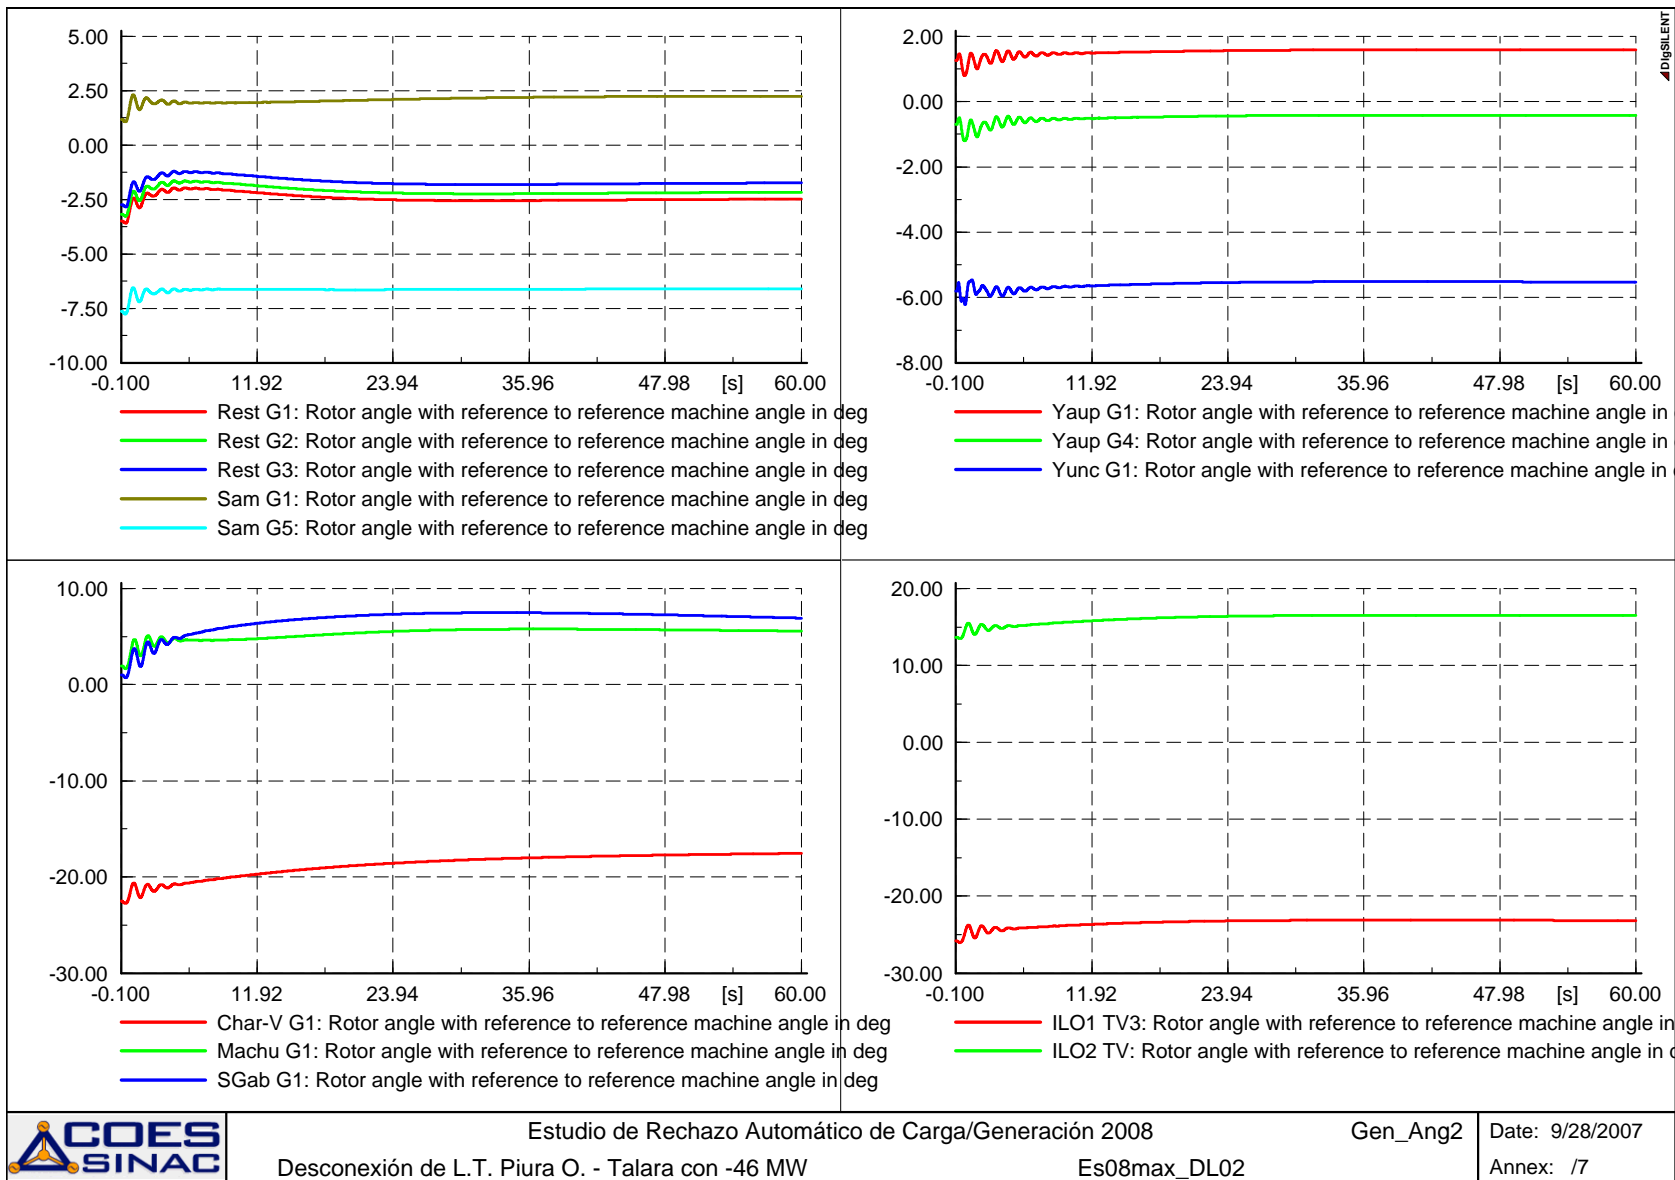 5.00
2.50
0.00
-2.50
-5.00
-7.50
-10.00
-0.100 11.92 23.94 35.96 47.98 [s] 60.00
Rest G1: Rotor angle with reference to reference machine angle in deg
Rest G2: Rotor angle with reference to reference machine angle in deg
Rest G3: Rotor angle with reference to reference machine angle in deg
Sam G1: Rotor angle with reference to reference machine angle in deg
Sam G5: Rotor angle with reference to reference machine angle in deg
2.00
0.00
-2.00
-4.00
-6.00
-8.00
-0.100 11.92 23.94 35.96 47.98 [s] 60.00
Yaup G1: Rotor angle with reference to reference machine angle in
Yaup G4: Rotor angle with reference to reference machine angle in
Yunc G1: Rotor angle with reference to reference machine angle in
DIgSILENT
10.00
0.00
-10.00
-20.00
-30.00
-0.100 11.92 23.94 35.96 47.98 [s] 60.00
Char-V G1: Rotor angle with reference to reference machine angle in deg
Machu G1: Rotor angle with reference to reference machine angle in deg
SGab G1: Rotor angle with reference to reference machine angle in deg
20.00
10.00
0.00
-10.00
-20.00
-30.00
-0.100 11.92 23.94 35.96 47.98 [s] 60.00
ILO1 TV3: Rotor angle with reference to reference machine angle in
ILO2 TV: Rotor angle with reference to reference machine angle in
COES
SINAC
Estudio de Rechazo Automático de Carga/Generación 2008 Gen_Ang2
Desconexión de L.T. Piura O. - Talara con -46 MW Es08max_DL02
Date: 9/28/2007
Annex: /7